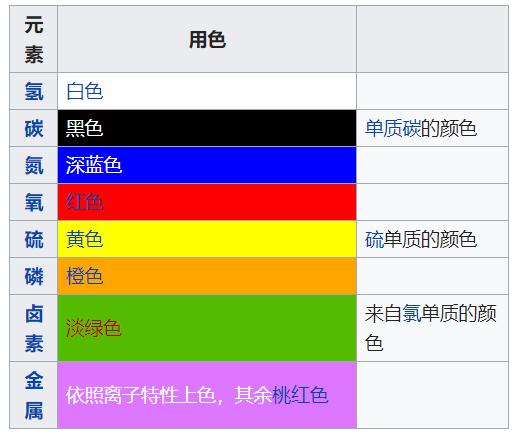 元
素
用色
氢
白色
碳
黑色
单质碳的颜色
氮
深蓝色
氧
红色
硫
黄色
硫单质的颜色
磷
橙色
卤
素
淡绿色
来自氯单质的颜
色
金
属
依照离子特性上色，其余桃红色